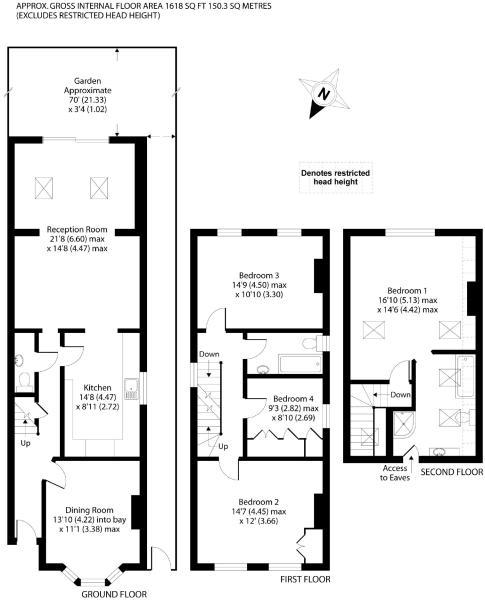 APPROX. GROSS INTERNAL FLOOR AREA 1618 SQ FT 150.3 SQ METRES
(EXCLUDES RESTRICTED HEAD HEIGHT)
Garden
Approximate
70' (21.33)
x 3'4 (1.02)
N
Denotes restricted
head height
Reception Room
21'8 (6.60) max
x 14'8 (4.47) max
Kitchen
14'8 (4.47)
x 8'11 (2.72)
Up
Dining Room
13'10 (4.22) into bay
x 11'1 (3.38) max
GROUND FLOOR
Bedroom 3
14'9 (4.50) max
x 10'10 (3.30)
Down
Bedroom 4
9'3 (2.82) max
x 8'10 (2.69)
Up
Bedroom 2
14'7 (4.45) max
x 12' (3.66)
FIRST FLOOR
Bedroom 1
16'10 (5.13) max
x 14'6 (4.42) max
Down
Access
to Eaves
SECOND FLOOR